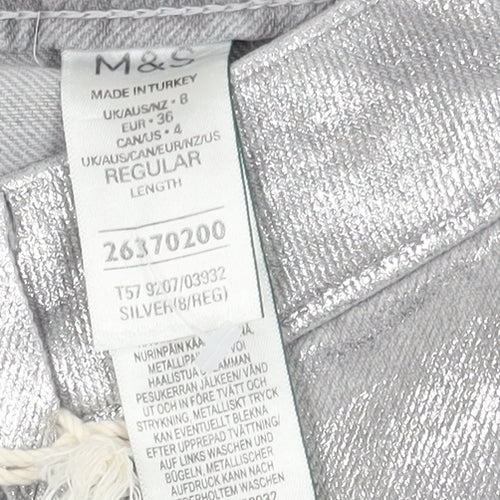 M&S
MADE IN TURKEY
UK/AUS/NZ • 8
EUR • 36
CAN/US • 4
UK/AUS/CAN/EUR/NZ/US
REGULAR
LENGTH
26370200
T57 9207/03932
SILVER(8/REG)
NURINPÄIN
METALLIPA VOI
HAALISTUA LAMMAN
PESUKERRAN JÄLKEEN/ VÄND
UT OCH IN FÖRE TVÄTT OCH
STRYKNING. METALLISKT TRYCK
KAN EVENTUELLT BLEKNA
EFTER UPPREPAD TVÄTTNING/
AUF LINKS WASCHEN UND
BÜGELN. METALLISCHER
AUFDRUCK KANN NACH
WASCHEN